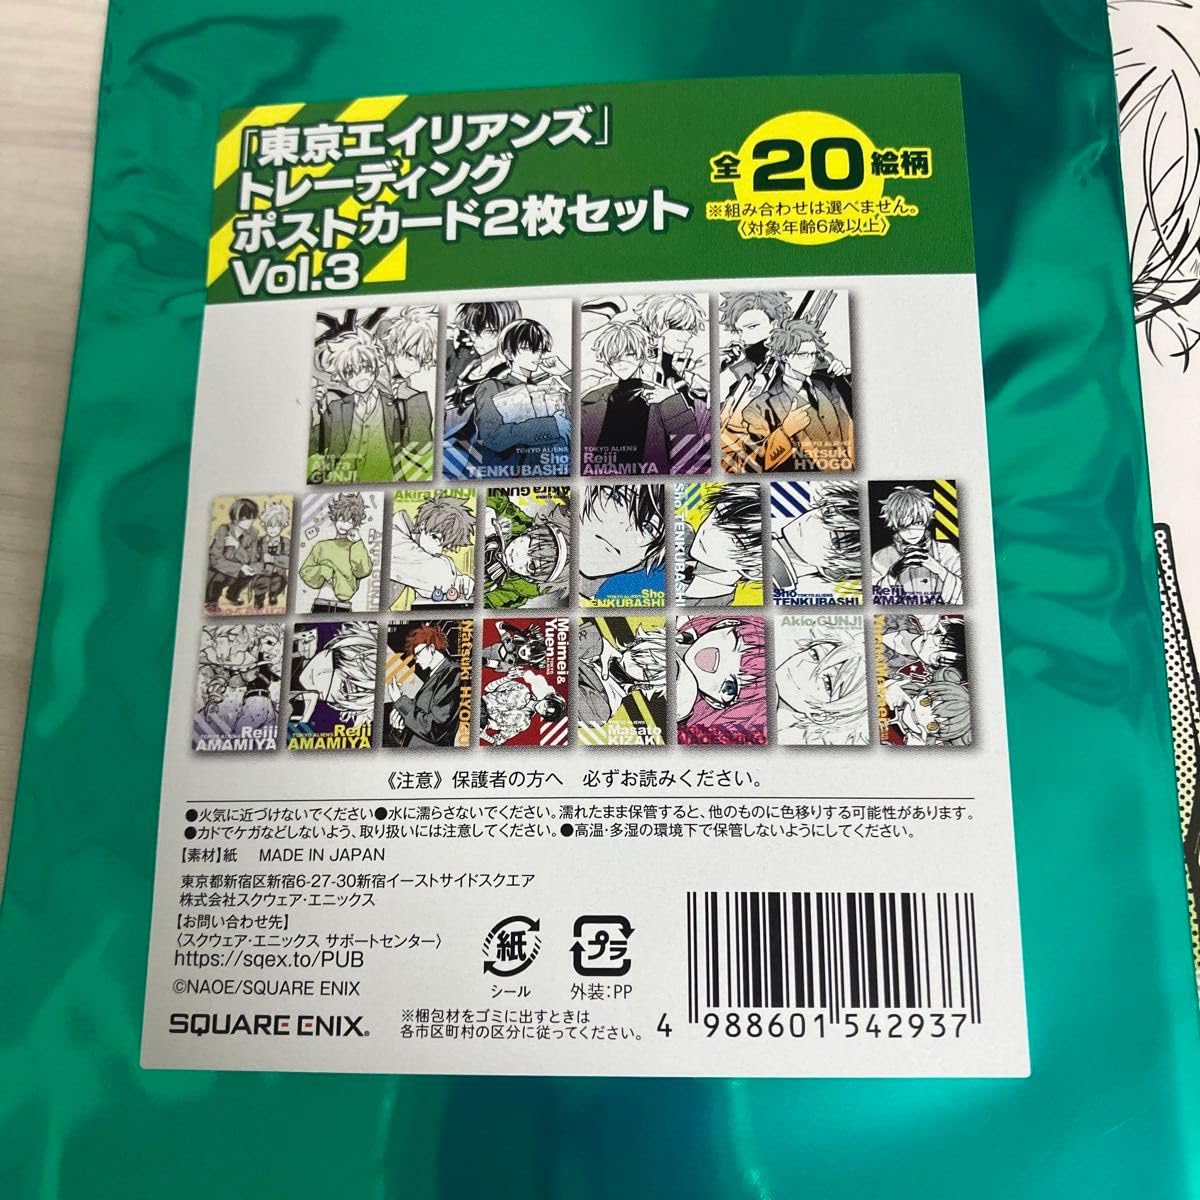 「東京エイリアンズ」
トレーディング
ポストカード2枚セット
Vol.3
全20絵柄
※組み合わせは選べません。
〈対象年齢6歳以上〉
TOKYO ALIENS
Akira
GUNJI
TOKYO ALIENS
Sho
TENKUBASHI
TOKYO ALIENS
Reiji
AMAMIYA
TOKYO ALIENS
Natsuki
HYOGO
Akira GUNJI
Akira
GUNJI
Sho
TENKUBASHI
Sho TENKUBASHI
Sho TOKYO ALIENS
TENKUBASHI
Reiji
AMAMIYA
Reiji
AMAMIYA
TOKYO ALIENS Reiji
AMAMIYA
Natsuki HYOGO
Meimei&
Yuen
Masato
KIZAKI
Akio GUNJI
《注意》保護者の方へ 必ずお読みください。
●火気に近づけないでください●水に濡らさないでください。濡れたまま保管すると、他のものに色移りする可能性があります。
●カドでケガなどしないよう、取り扱いには注意してください。●高温・多湿の環境下で保管しないようにしてください。
【素材】紙 MADE IN JAPAN
東京都新宿区新宿6-27-30新宿イーストサイドスクエア
株式会社スクウェア・エニックス
【お問い合わせ先】
〈スクウェア・エニックス サポートセンター〉
https://sqex.to/PUB
©NAOE/SQUARE ENIX
SQUARE ENIX.
紙
シール
プラ
外装:PP
※梱包材をゴミに出すときは
各市区町村の区分に従ってください。
4 988601 542937